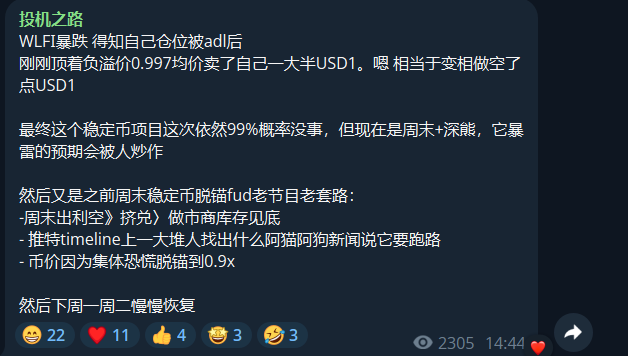 投机之路
WLFI暴跌 得知自己仓位被adl后
刚刚顶着负溢价0.997均价卖了自己一大半USD1。嗯 相当于变相做空了
点USD1
最终这个稳定币项目这次依然99%概率没事，但现在是周末+深熊，它暴
雷的预期会被人炒作
然后又是之前周末稳定币脱锚fud老节目老套路：
-周末出利空》挤兑〉做市商库存见底
- 推特timeline上一大堆人找出什么阿猫阿狗新闻说它要跑路
- 币价因为集体恐慌脱锚到0.9x
然后下周一周二慢慢恢复
22 11 4 3 3 2305 14:44